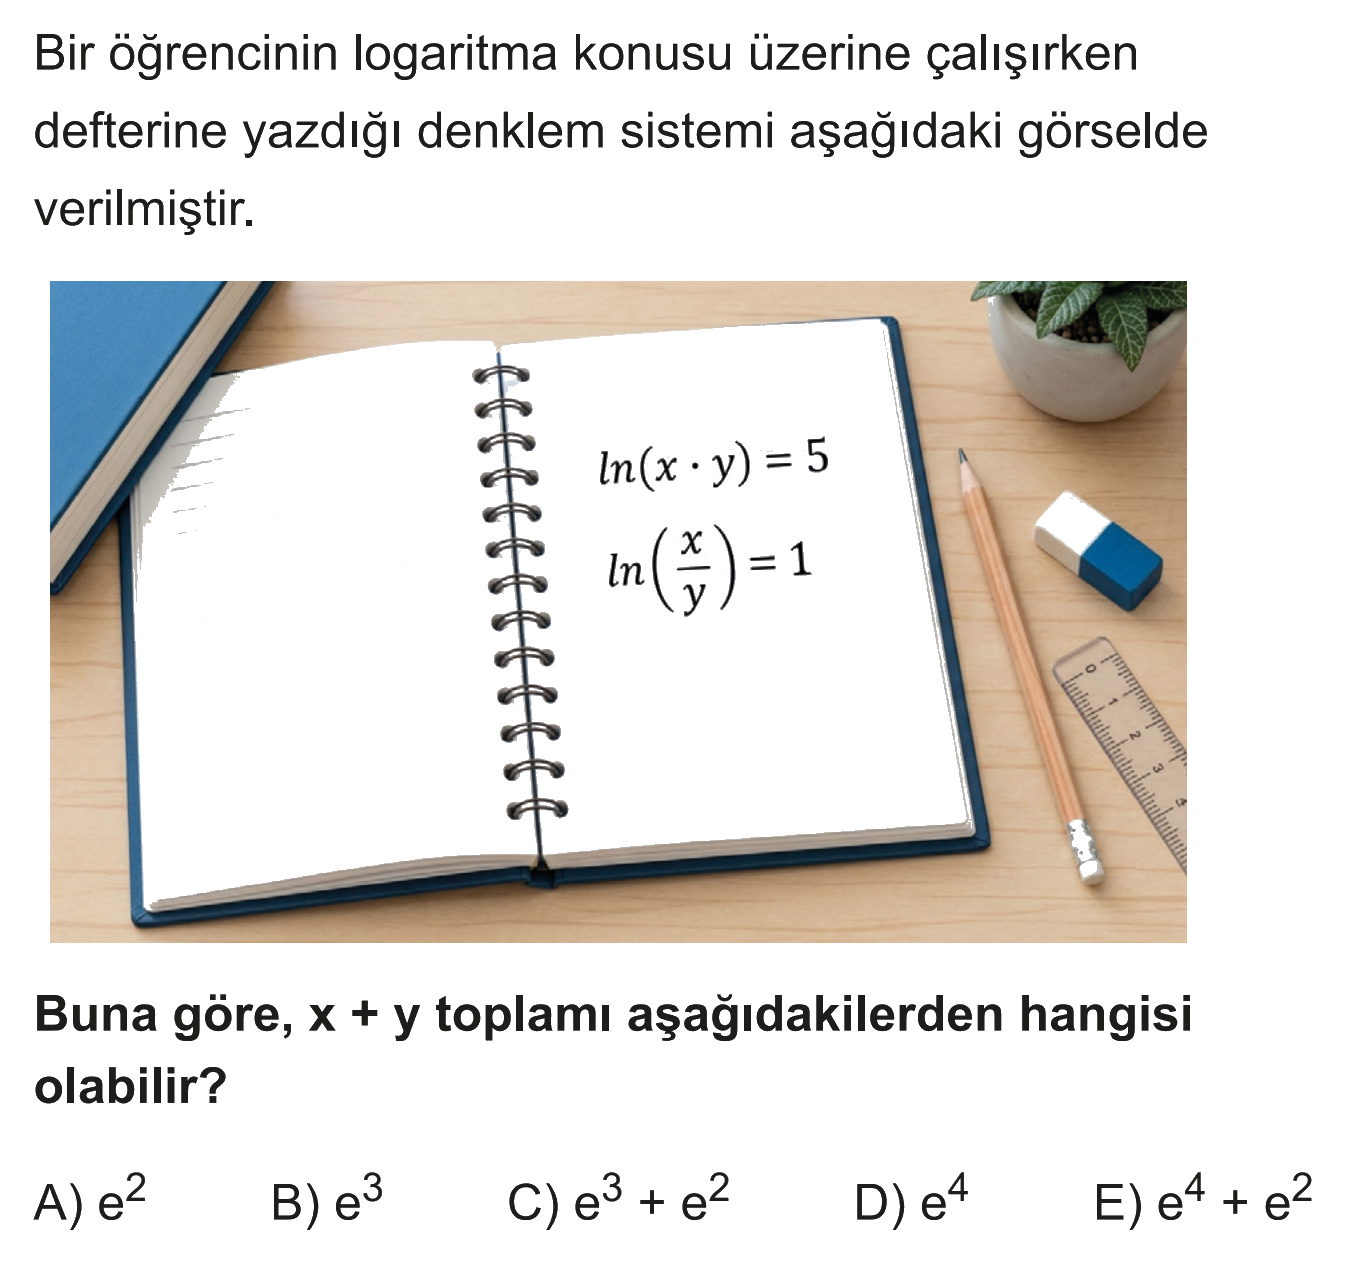 Bir öğrencinin logaritma konusu üzerine çalışırken
defterine yazdığı denklem sistemi aşağıdaki görselde
verilmiştir.
ln(x · y) = 5
ln(x/y) = 1
0 1 2 3 4
Buna göre, x + y toplamı aşağıdakilerden hangisi
olabilir?
A) e² B) e³ C) e³ + e² D) e⁴ E) e⁴ + e²